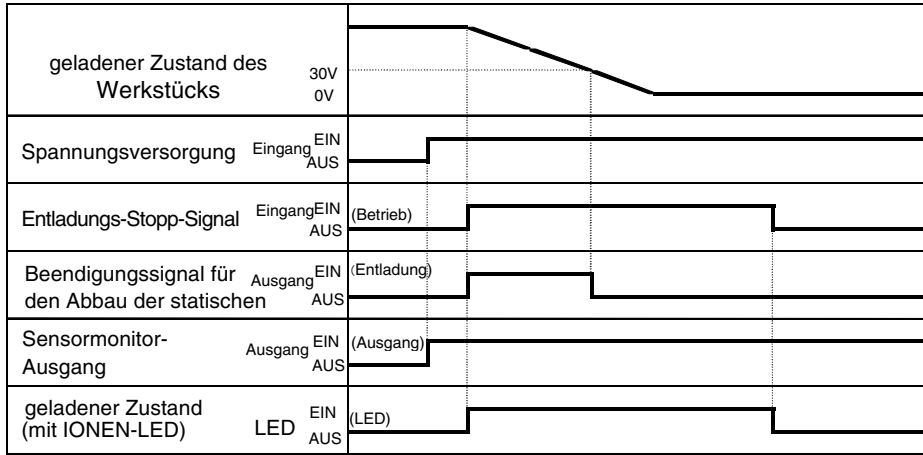 geladener Zustand des
Werkstücks
30V
0V
Spannungsversorgung Eingang EIN
AUS
Entladungs-Stopp-Signal Eingang EIN (Betrieb)
AUS
Beendigungssignal für Ausgang EIN (Entladung)
den Abbau der statischen AUS
Sensormonitor- Ausgang EIN (Ausgang)
Ausgang AUS
geladener Zustand EIN (LED)
(mit IONEN-LED) LED AUS